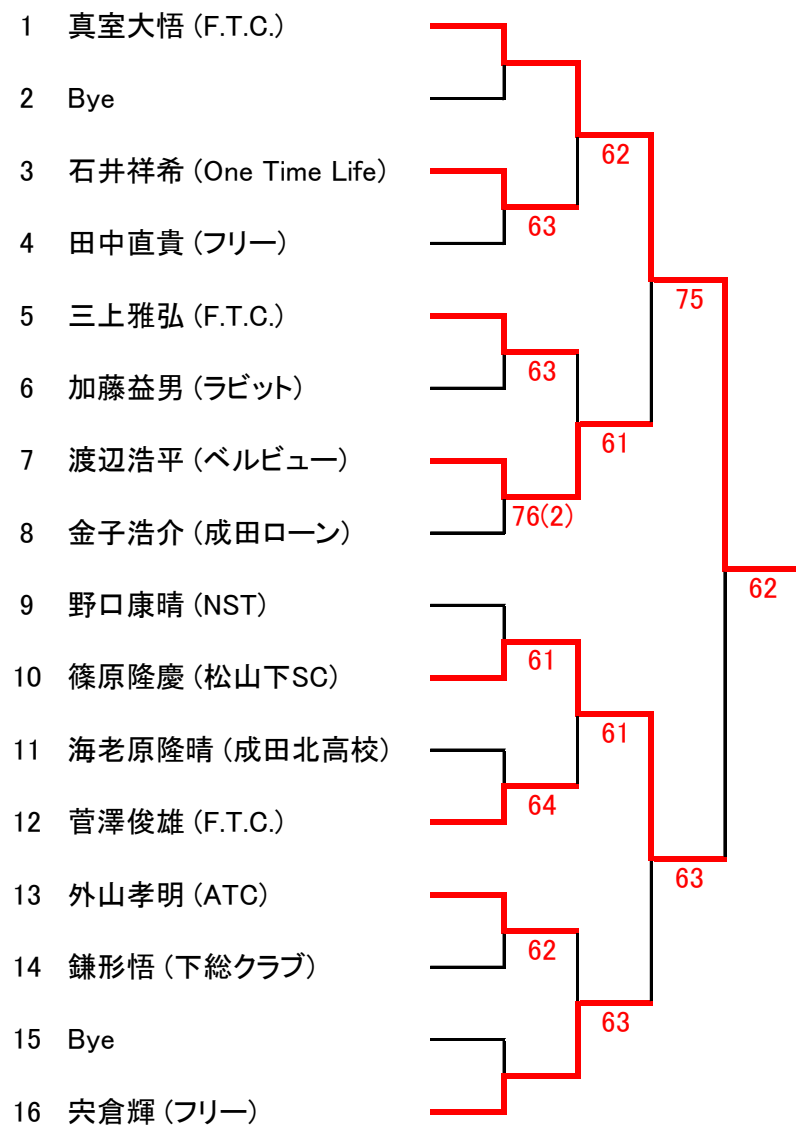 1 真室大悟 (F.T.C.)
2 Bye
62
3 石井祥希 (One Time Life)
63
4 田中直貴 (フリー)
75
5 三上雅弘 (F.T.C.)
63
6 加藤益男 (ラビット)
61
7 渡辺浩平 (ベルビュー)
76(2)
8 金子浩介 (成田ローン)
62
9 野口康晴 (NST)
61
10 篠原隆慶 (松山下SC)
61
11 海老原隆晴 (成田北高校)
64
12 菅澤俊雄 (F.T.C.)
63
13 外山孝明 (ATC)
62
14 鎌形悟 (下総クラブ)
63
15 Bye
16 宍倉輝 (フリー)